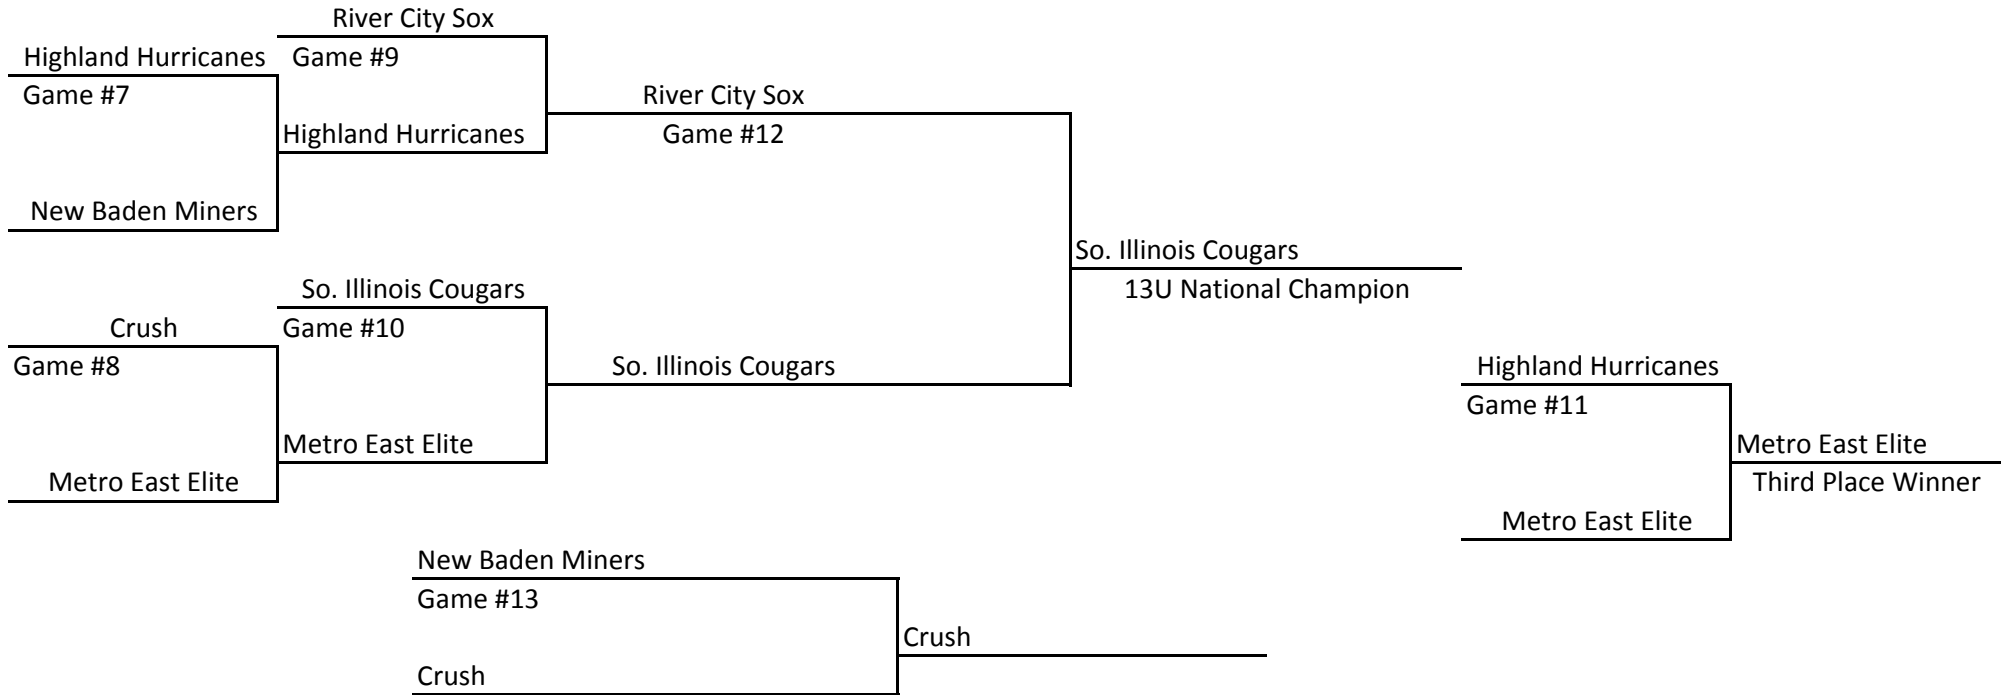 River City Sox
Highland Hurricanes
Game #9
Game #7
River City Sox
Highland Hurricanes
Game #12
New Baden Miners
So. Illinois Cougars
So. Illinois Cougars
13U National Champion
Crush
Game #10
Game #8
So. Illinois Cougars
Highland Hurricanes
Game #11
Metro East Elite
Metro East Elite
Metro East Elite
Third Place Winner
Metro East Elite
New Baden Miners
Game #13
Crush
Crush